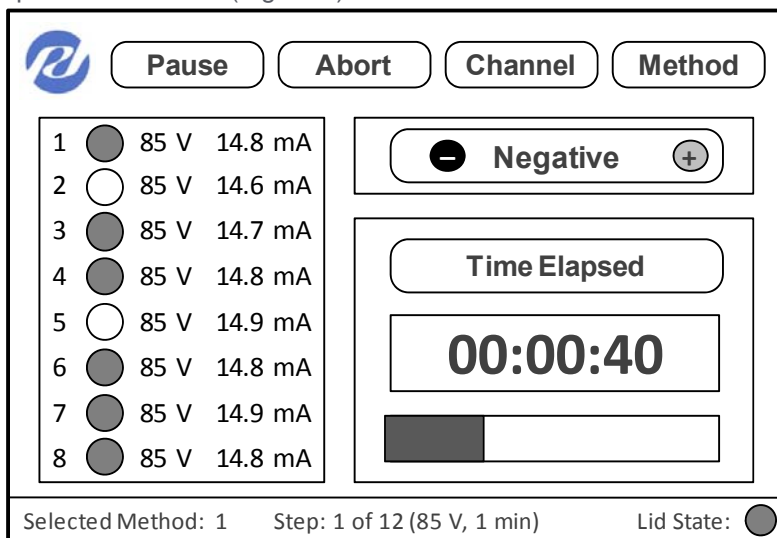 Pause Abort Channel Method
1 85 V 14.8 mA
2 85 V 14.6 mA
3 85 V 14.7 mA
4 85 V 14.8 mA
5 85 V 14.9 mA
6 85 V 14.8 mA
7 85 V 14.9 mA
8 85 V 14.8 mA
− Negative +
Time Elapsed
00:00:40
Selected Method: 1 Step: 1 of 12 (85 V, 1 min) Lid State: